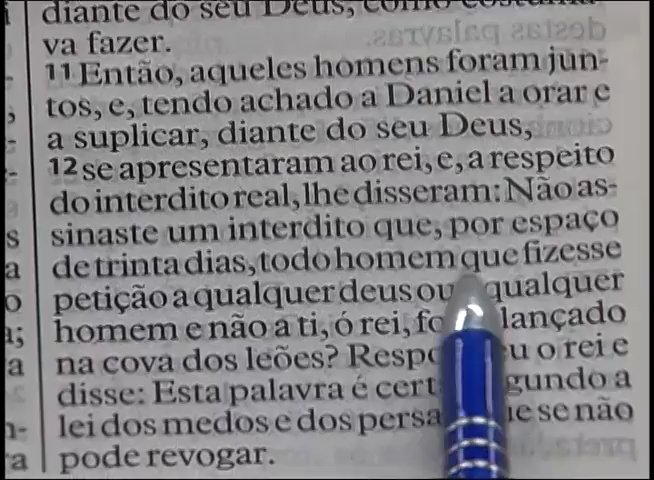 diante do seu Deus, como costuma-
va fazer.
11 Então, aqueles homens foram jun-
tos, e, tendo achado a Daniel a orar e
a suplicar, diante do seu Deus,
12 se apresentaram ao rei, e, a respeito
do interdito real, lhe disseram: Não as-
sinaste um interdito que, por espaço
de trinta dias, todo homem que fizesse
petição a qualquer deus ou qualquer
homem e não a ti, ó rei, fo lançado
na cova dos leões? Respo u o rei e
disse: Esta palavra é cert gundo a
lei dos medos e dos persa ue se não
pode revogar.